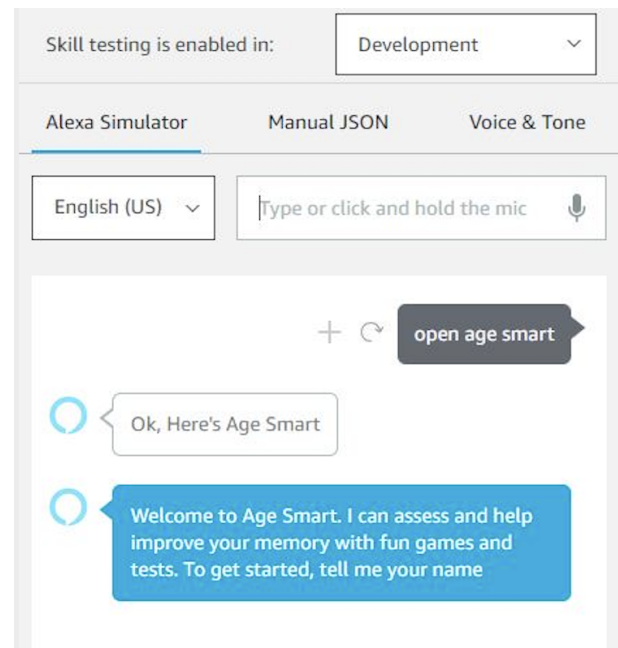 Skill testing is enabled in: Development
Alexa Simulator Manual JSON Voice & Tone
English (US) Type or click and hold the mic
open age smart
Ok, Here's Age Smart
Welcome to Age Smart. I can assess and help
improve your memory with fun games and
tests. To get started, tell me your name